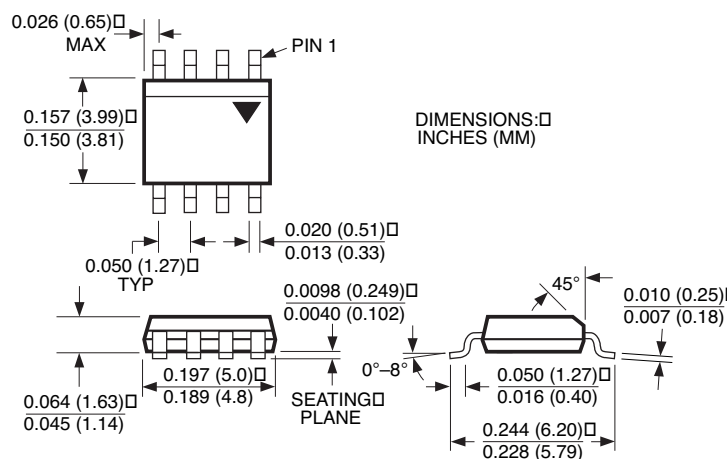 0.026 (0.65)□
MAX
PIN 1
0.157 (3.99)□
0.150 (3.81)
DIMENSIONS:□
INCHES (MM)
0.020 (0.51)□
0.013 (0.33)
0.050 (1.27)□
TYP
0.0098 (0.249)□
0.0040 (0.102)
45°
0.010 (0.25)□
0.007 (0.18)
0°–8°
0.197 (5.0)□
0.189 (4.8)
SEATING□
PLANE
0.050 (1.27)□
0.016 (0.40)
0.064 (1.63)□
0.045 (1.14)
0.244 (6.20)□
0.228 (5.79)